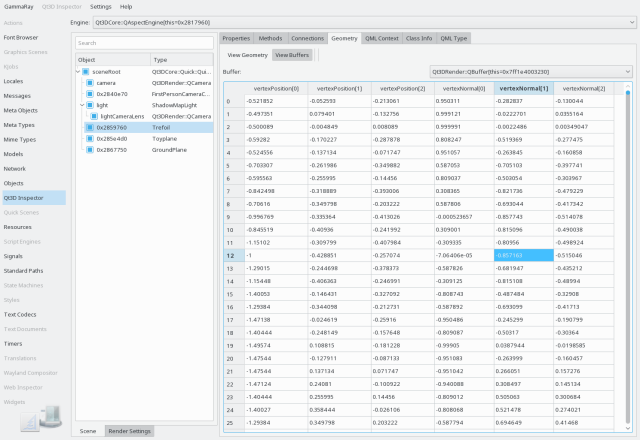 GammaRay Qt3D Inspector Settings Help
Actions
Font Browser
Graphics Scenes
KJobs
Locales
Messages
Meta Objects
Meta Types
Mime Types
Models
Network
Objects
Qt3D Inspector
Quick Scenes
Resources
Script Engines
Signals
Standard Paths
State Machines
Styles
Text Codecs
Text Documents
Timers
Translations
Wayland Compositor
Web Inspector
Widgets
Engine: Qt3DCore::QAspectEngine[this=0x2817960]
Search
Object Type
sceneRoot Qt3DCore::Quick::Qui...
camera Qt3DRender::QCamera
0x2840e70 FirstPersonCameraC...
light ShadowMapLight
lightCameraLens Qt3DRender::QCamera
0x2859760 Trefoil
0x285e4d0 Toyplane
0x2867750 GroundPlane
Scene Render Settings
Properties Methods Connections Geometry QML Context Class Info QML Type
View Geometry View Buffers
Buffer: Qt3DRender::QBuffer[this=0x7ff1e4003230]
vertexPosition[0] vertexPosition[1] vertexPosition[2] vertexNormal[0] vertexNormal[1] vertexNormal[2]
0 -0.521852 -0.052593 -0.213061 0.950311 -0.282837 -0.130044
1 -0.497351 0.079401 -0.132756 0.999121 -0.0222701 0.0355164
2 -0.500089 -0.004849 0.008089 0.999991 -0.0022486 0.00349047
3 -0.59282 -0.170227 -0.287878 0.808247 -0.519369 -0.277475
4 -0.524556 -0.137134 -0.071747 0.951057 -0.263845 -0.160858
5 -0.703307 -0.261986 -0.349882 0.587053 -0.705103 -0.397741
6 -0.595563 -0.255995 -0.14456 0.809037 -0.503054 -0.303967
7 -0.842498 -0.318889 -0.393006 0.308365 -0.821736 -0.479229
8 -0.70616 -0.349798 -0.203222 0.587806 -0.693044 -0.417342
9 -0.996769 -0.335364 -0.413026 -0.000523657 -0.857743 -0.514078
10 -0.845519 -0.40936 -0.241992 0.309001 -0.815096 -0.490038
11 -1.15102 -0.309799 -0.407984 -0.309335 -0.80956 -0.498924
12 -1 -0.428851 -0.257074 -7.06406e-05 -0.857163 -0.515046
13 -1.29015 -0.244698 -0.378373 -0.587826 -0.681947 -0.435212
14 -1.15448 -0.406363 -0.246991 -0.309125 -0.815108 -0.48994
15 -1.40053 -0.146431 -0.327092 -0.808743 -0.487484 -0.32908
16 -1.29384 -0.344098 -0.212731 -0.587892 -0.693099 -0.41713
17 -1.47138 -0.024619 -0.25916 -0.950486 -0.245298 -0.190799
18 -1.40444 -0.248149 -0.157648 -0.809087 -0.50317 -0.30364
19 -1.49574 0.108815 -0.181228 -0.99905 0.0387944 -0.0198585
20 -1.47544 -0.127911 -0.087133 -0.951083 -0.263999 -0.160457
21 -1.47544 0.137134 0.071747 -0.951042 0.266051 0.157276
22 -1.47124 0.24081 -0.100922 -0.940088 0.308497 0.145134
23 -1.40444 0.255995 0.14456 -0.809012 0.505063 0.300684
24 -1.40027 0.358444 -0.026106 -0.808068 0.521478 0.274021
25 -1.29384 0.349798 0.203222 -0.587794 0.694649 0.41468